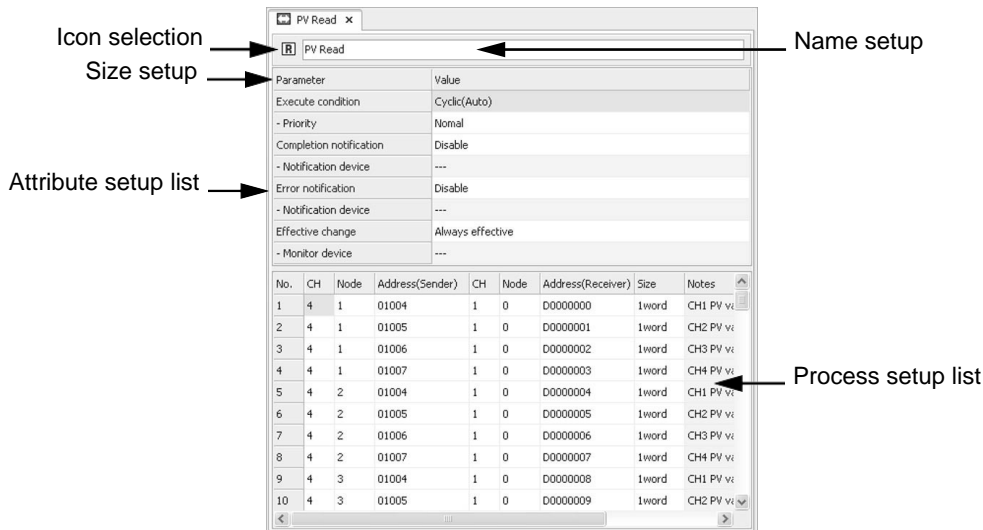 PV Read
Icon selection
R PV Read
Name setup
Size setup
Parameter Value
Execute condition Cyclic(Auto)
- Priority Nomal
Completion notification Disable
- Notification device ---
Attribute setup list
Error notification Disable
- Notification device ---
Effective change Always effective
- Monitor device ---
No. CH Node Address(Sender) CH Node Address(Receiver) Size Notes
1 4 1 01004 1 0 D0000000 1word CH1 PV va
2 4 1 01005 1 0 D0000001 1word CH2 PV va
3 4 1 01006 1 0 D0000002 1word CH3 PV va
4 4 1 01007 1 0 D0000003 1word CH4 PV va
Process setup list
5 4 2 01004 1 0 D0000004 1word CH1 PV va
6 4 2 01005 1 0 D0000005 1word CH2 PV va
7 4 2 01006 1 0 D0000006 1word CH3 PV va
8 4 2 01007 1 0 D0000007 1word CH4 PV va
9 4 3 01004 1 0 D0000008 1word CH1 PV va
10 4 3 01005 1 0 D0000009 1word CH2 PV va